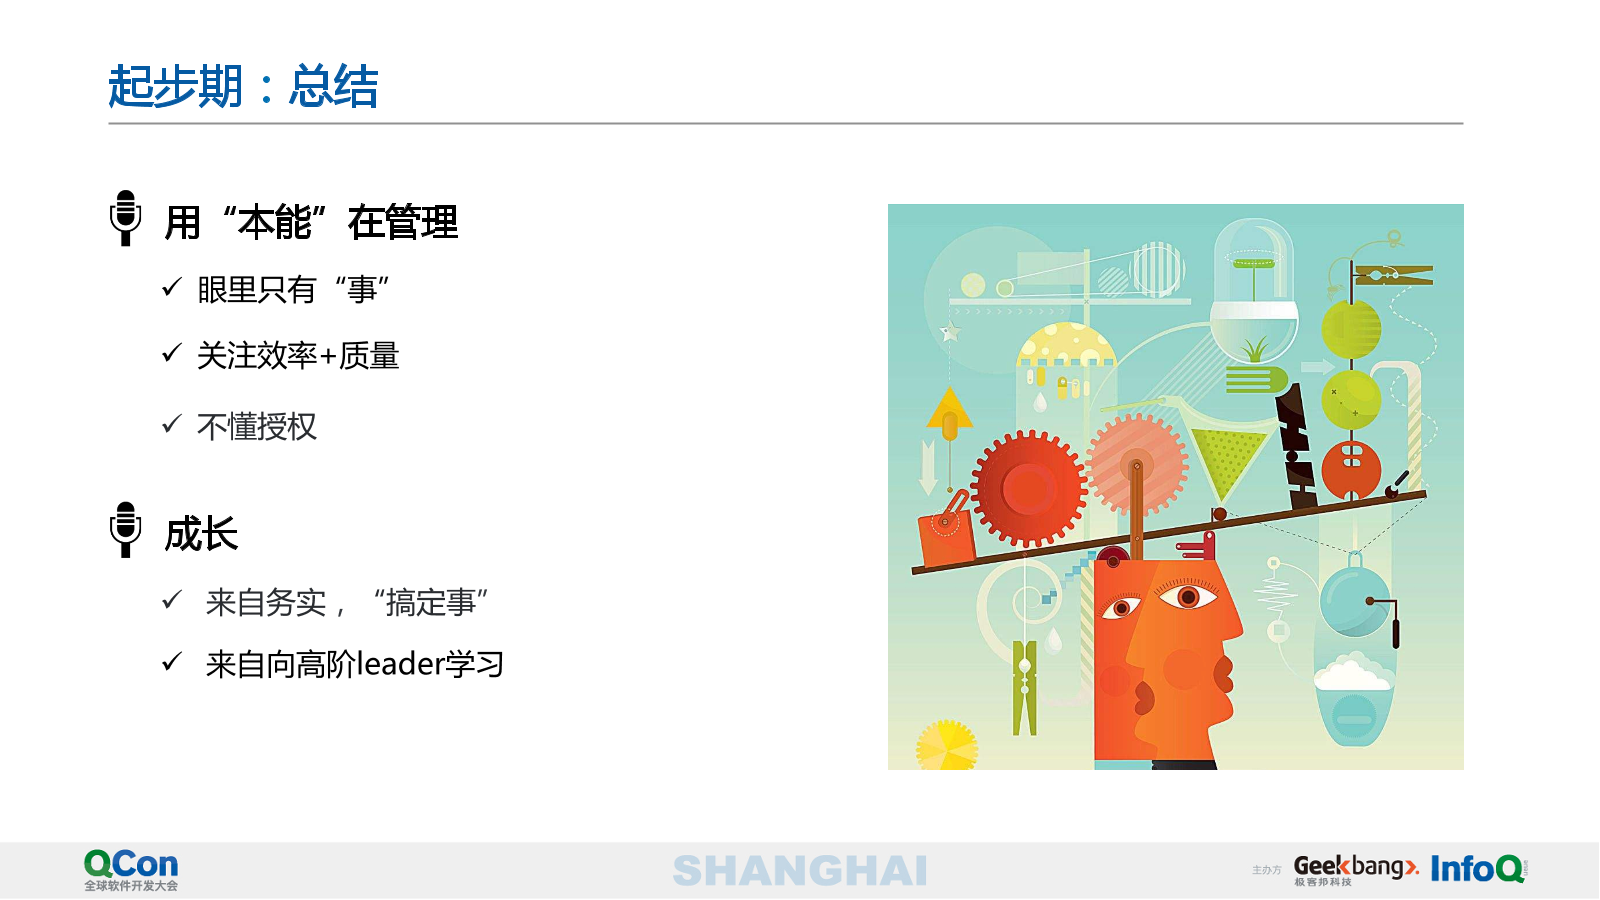 起步期：总结
用“本能”在管理
眼里只有“事”
关注效率+质量
不懂授权
成长
来自务实，“搞定事”
来自向高阶leader学习
QCon
全球软件开发大会
SHANGHAI
主办方
Geekbang>.
极客邦科技
InfoQ